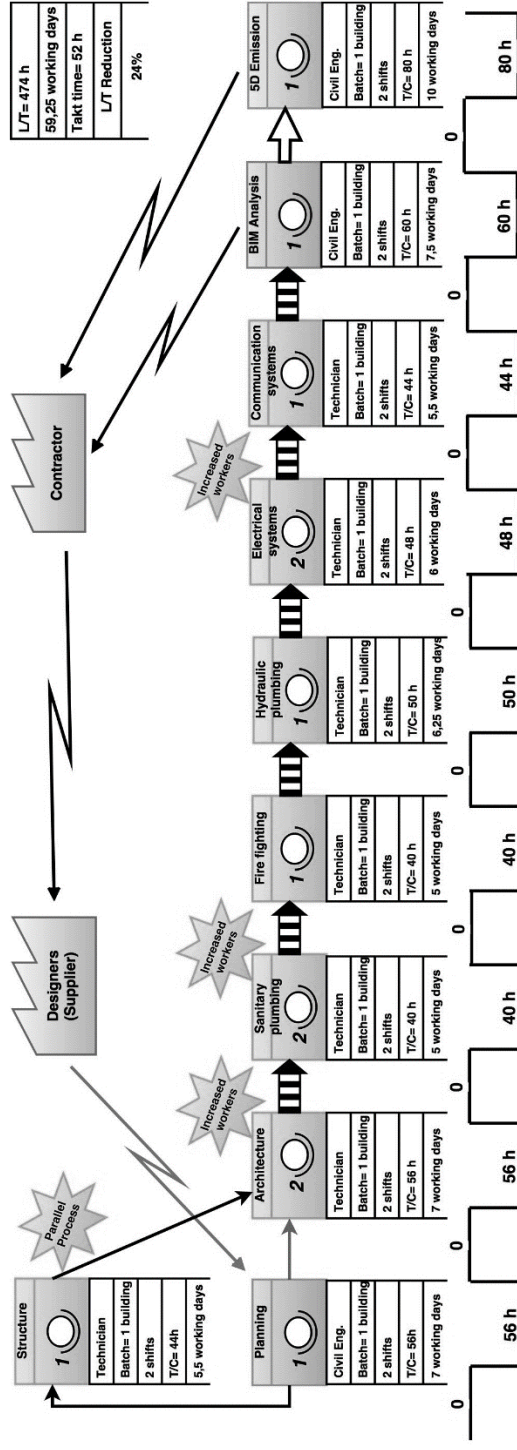 Structure
1
Technician
Batch= 1 building
2 shifts
T/C= 44h
5,5 working days
Parallel
Process
Designers
(Supplier)
Contractor
L/T= 474 h
59,25 working days
Takt time= 52 h
L/T Reduction
24%
Increased
workers
Increased
workers
Increased
workers
Planning
1
Civil Eng.
Batch= 1 building
2 shifts
T/C= 56h
7 working days
Architecture
2
Technician
Batch= 1 building
2 shifts
T/C= 56 h
7 working days
Sanitary
plumbing
2
Technician
Batch= 1 building
2 shifts
T/C= 40 h
5 working days
Fire fighting
1
Technician
Batch= 1 building
2 shifts
T/C= 40 h
5 working days
Hydraulic
plumbing
1
Technician
Batch= 1 building
2 shifts
T/C= 50 h
6,25 working days
Electrical
systems
2
Technician
Batch= 1 building
2 shifts
T/C= 48 h
6 working days
Communication
systems
1
Technician
Batch= 1 building
2 shifts
T/C= 44 h
5,5 working days
BIM Analysis
1
Civil Eng.
Batch= 1 building
2 shifts
T/C= 60 h
7,5 working days
5D Emission
1
Civil Eng.
Batch= 1 building
2 shifts
T/C= 80 h
10 working days
0
56 h
0
56 h
0
40 h
0
40 h
0
50 h
0
48 h
0
44 h
0
60 h
0
80 h